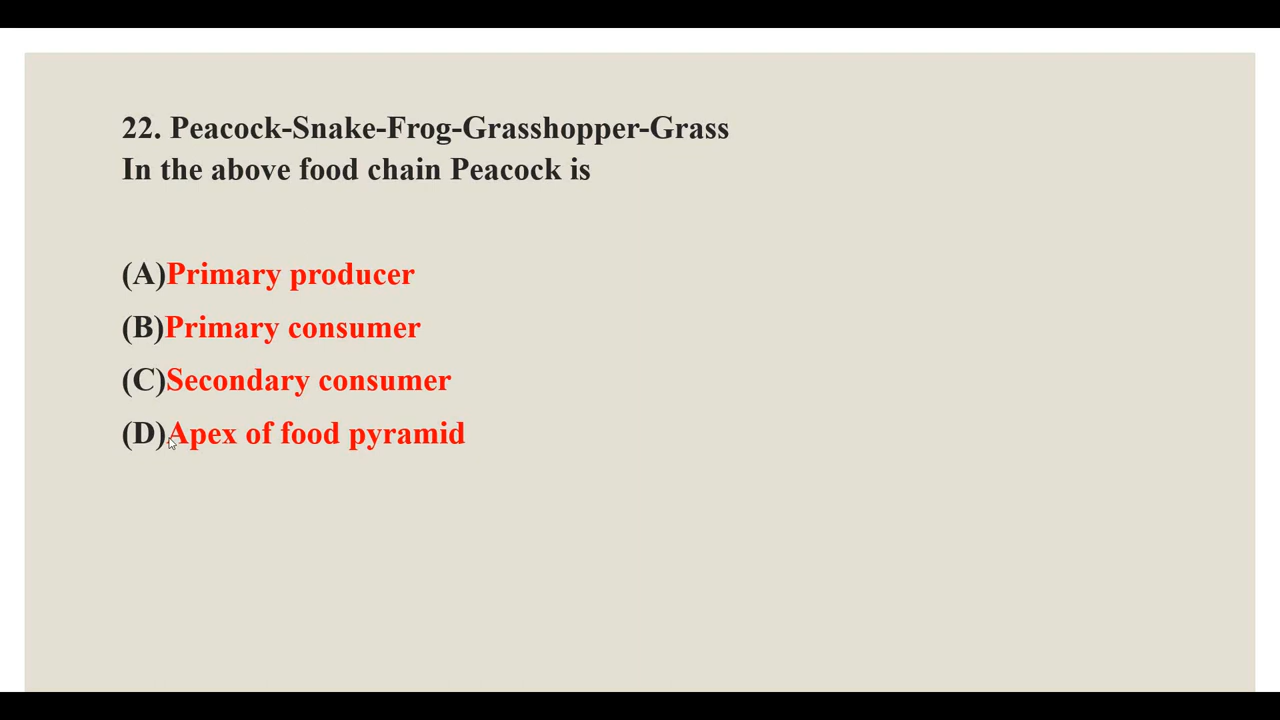 22. Peacock-Snake-Frog-Grasshopper-Grass
In the above food chain Peacock is
(A)Primary producer
(B)Primary consumer
(C)Secondary consumer
(D)Apex of food pyramid